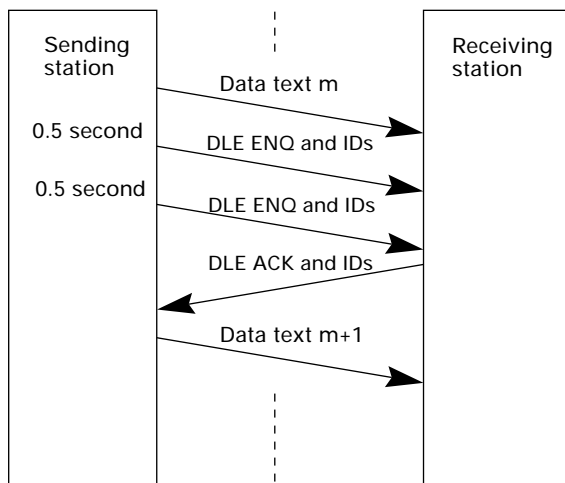 Sending
station
Receiving
station
Data text m
0.5 second
DLE ENQ and IDs
0.5 second
DLE ENQ and IDs
DLE ACK and IDs
Data text m+1